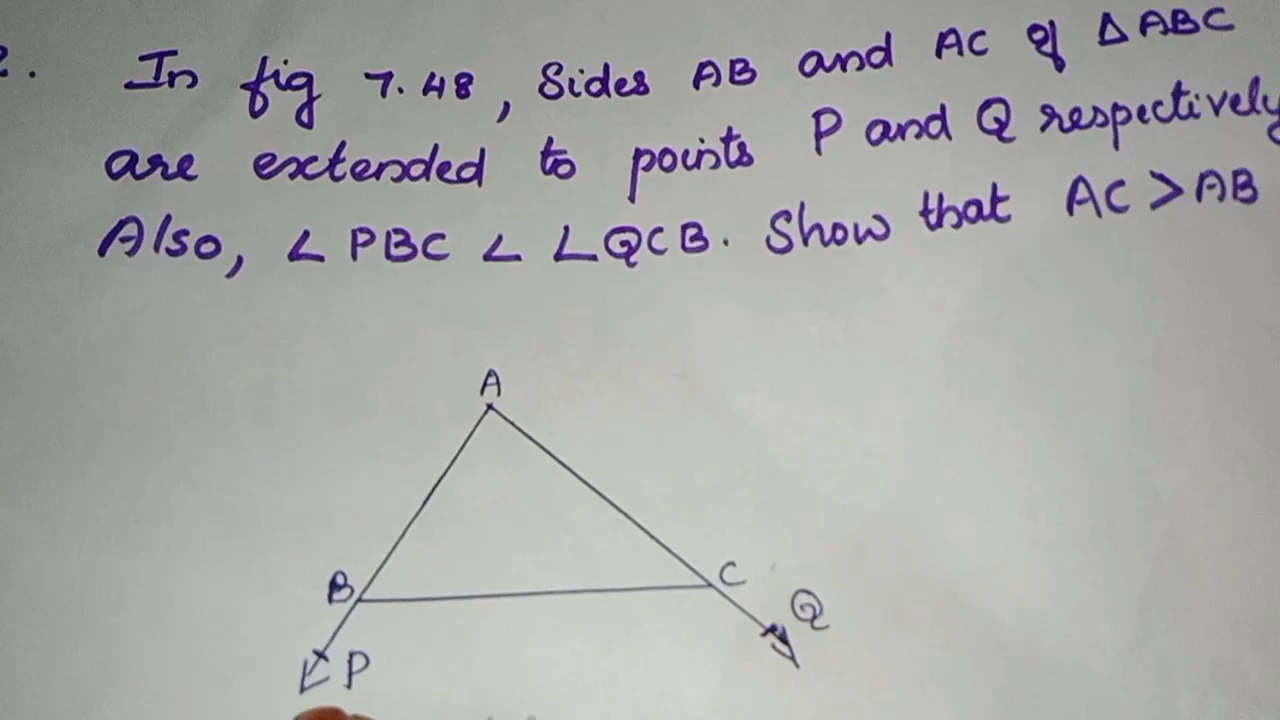 2. In fig 7.48, Sides AB and AC of ΔABC
are extended to points P and Q respectively
Also, ∠PBC < ∠QCB. Show that AC > AB
A
B
C
Q
P